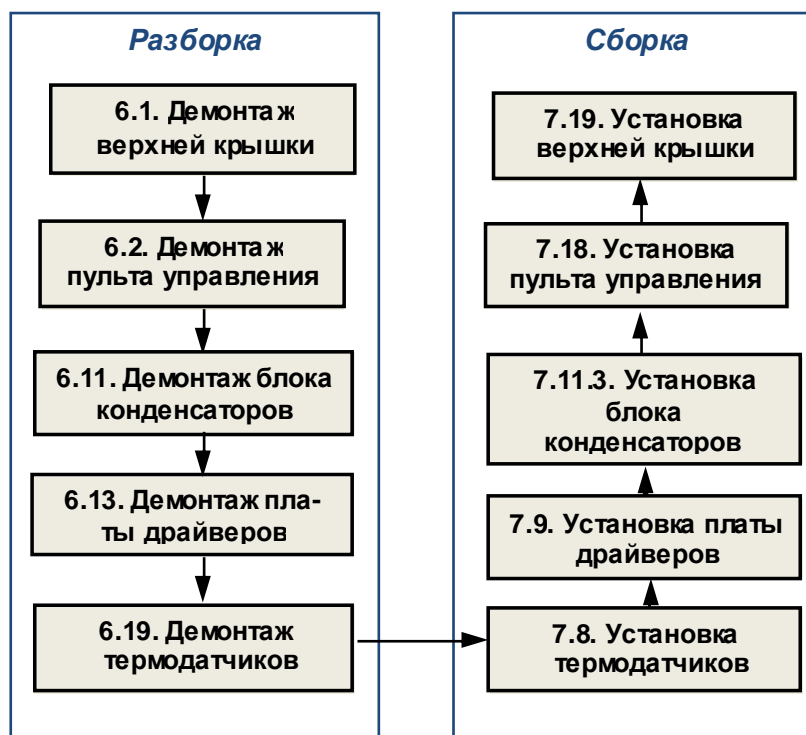 Разборка
6.1. Демонтаж
верхней крышки
6.2. Демонтаж
пульта управления
6.11. Демонтаж блока
конденсаторов
6.13. Демонтаж пла-
ты драйверов
6.19. Демонтаж
термодатчиков
Сборка
7.19. Установка
верхней крышки
7.18. Установка
пульта управления
7.11.3. Установка
блока
конденсаторов
7.9. Установка платы
драйверов
7.8. Установка
термодатчиков